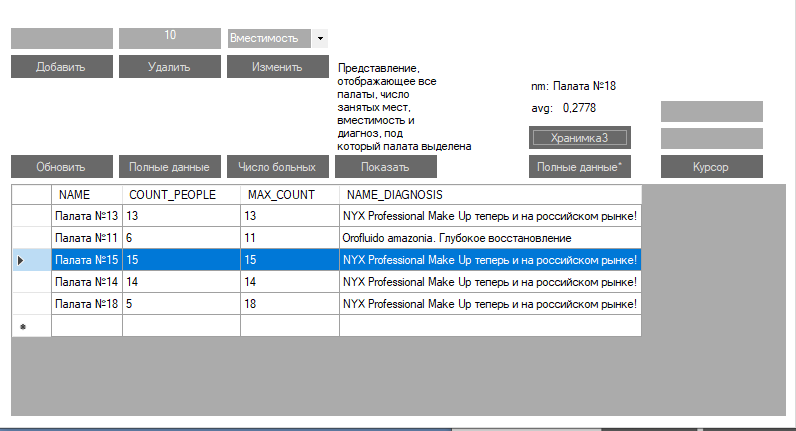 10
Вместимость
Добавить
Удалить
Изменить
Представление,
отображающее все
палаты, число
занятых мест,
вместимость и
диагноз, под
который палата выделена
nm: Палата №18
avg: 0,2778
Хранимка3
Обновить
Полные данные
Число больных
Показать
Полные данные*
Курсор
NAME COUNT_PEOPLE MAX_COUNT NAME_DIAGNOSIS
Палата №13 13 13 NYX Professional Make Up теперь и на российском рынке!
Палата №11 6 11 Orofluido amazonia. Глубокое восстановление
Палата №15 15 15 NYX Professional Make Up теперь и на российском рынке!
Палата №14 14 14 NYX Professional Make Up теперь и на российском рынке!
Палата №18 5 18 NYX Professional Make Up теперь и на российском рынке!